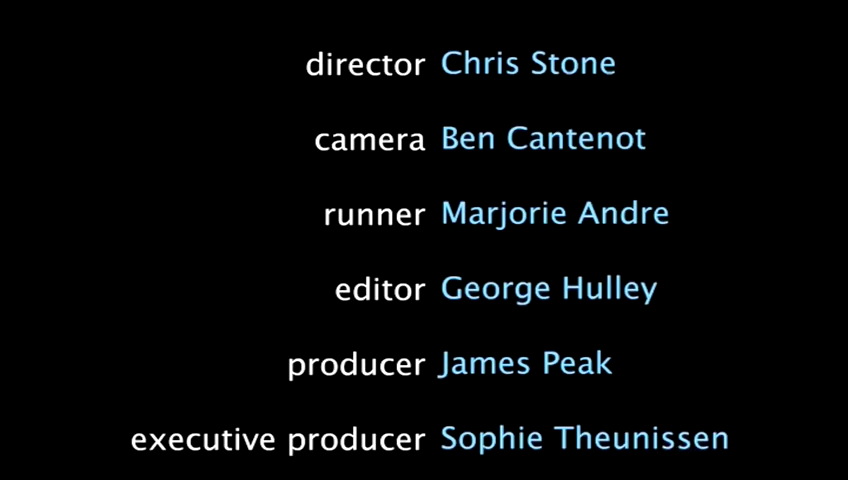 director Chris Stone
camera Ben Cantenot
runner Marjorie Andre
editor George Hulley
producer James Peak
executive producer Sophie Theunissen